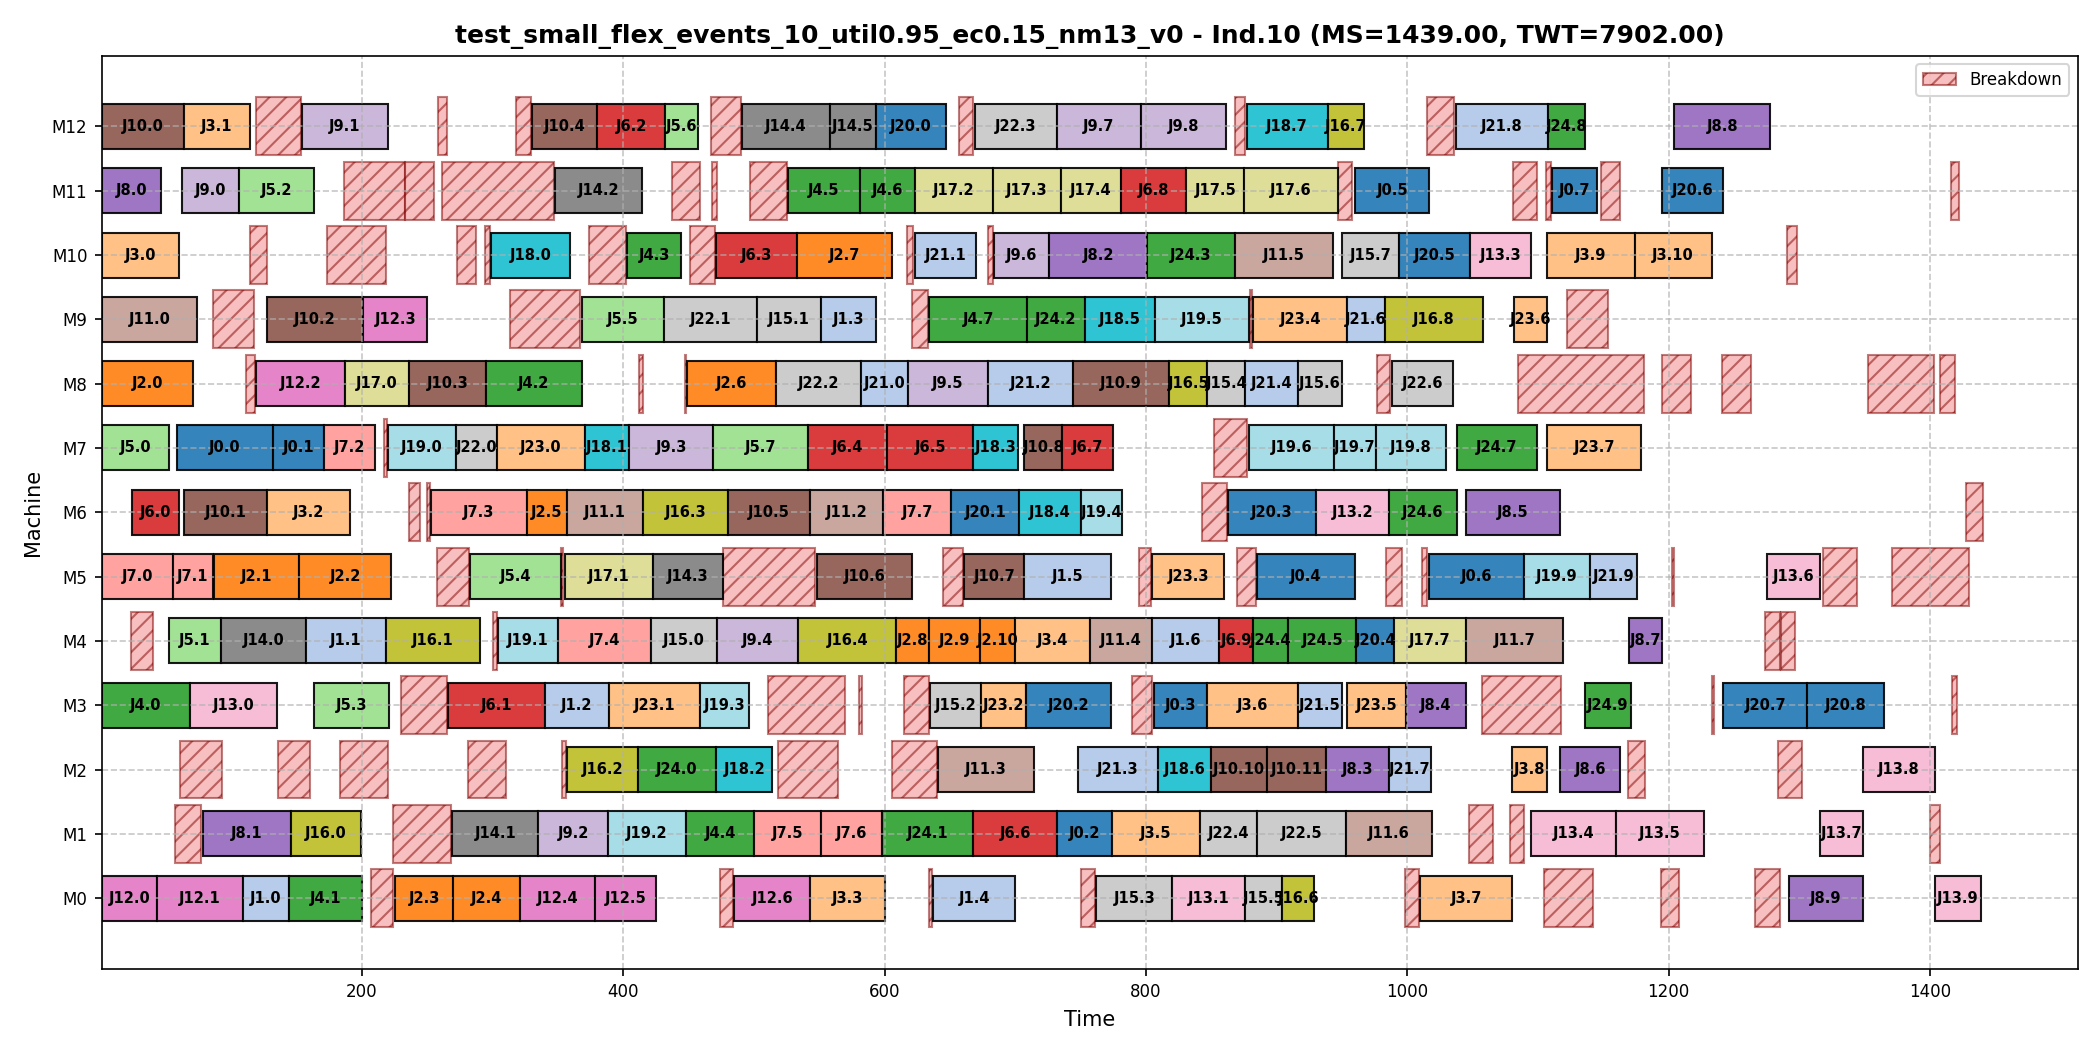 test_small_flex_events_10_util0.95_ec0.15_nm13_v0 - Ind.10 (MS=1439.00, TWT=7902.00)
Breakdown
M12 J10.0 J3.1 J9.1 J10.4 J6.2 J5.6 J14.4 J14.5 J20.0 J22.3 J9.7 J9.8 J18.7 J16.7 J21.8 J24.8 J8.8
M11 J8.0 J9.0 J5.2 J14.2 J4.5 J4.6 J17.2 J17.3 J17.4 J6.8 J17.5 J17.6 J0.5 J0.7 J20.6
M10 J3.0 J18.0 J4.3 J6.3 J2.7 J21.1 J9.6 J8.2 J24.3 J11.5 J15.7 J20.5 J13.3 J3.9 J3.10
M9 J11.0 J10.2 J12.3 J5.5 J22.1 J15.1 J1.3 J4.7 J24.2 J18.5 J19.5 J23.4 J21.6 J16.8 J23.6
M8 J2.0 J12.2 J17.0 J10.3 J4.2 J2.6 J22.2 J21.0 J9.5 J21.2 J10.9 J16.5 J15.4 J21.4 J15.6 J22.6
M7 J5.0 J0.0 J0.1 J7.2 J19.0 J22.0 J23.0 J18.1 J9.3 J5.7 J6.4 J6.5 J18.3 J10.8 J6.7 J19.6 J19.7 J19.8 J24.7 J23.7
M6 J6.0 J10.1 J3.2 J7.3 J2.5 J11.1 J16.3 J10.5 J11.2 J7.7 J20.1 J18.4 J19.4 J20.3 J13.2 J24.6 J8.5
M5 J7.0 J7.1 J2.1 J2.2 J5.4 J17.1 J14.3 J10.6 J10.7 J1.5 J23.3 J0.4 J0.6 J19.9 J21.9 J13.6
M4 J5.1 J14.0 J1.1 J16.1 J19.1 J7.4 J15.0 J9.4 J16.4 J2.8 J2.9 J2.10 J3.4 J11.4 J1.6 J6.9 J24.4 J24.5 J20.4 J17.7 J11.7 J8.7
M3 J4.0 J13.0 J5.3 J6.1 J1.2 J23.1 J19.3 J15.2 J23.2 J20.2 J0.3 J3.6 J21.5 J23.5 J8.4 J24.9 J20.7 J20.8
M2 J16.2 J24.0 J18.2 J11.3 J21.3 J18.6 J10.10 J10.11 J8.3 J21.7 J3.8 J8.6 J13.8
M1 J8.1 J16.0 J14.1 J9.2 J19.2 J4.4 J7.5 J7.6 J24.1 J6.6 J0.2 J3.5 J22.4 J22.5 J11.6 J13.4 J13.5 J13.7
M0 J12.0 J12.1 J1.0 J4.1 J2.3 J2.4 J12.4 J12.5 J12.6 J3.3 J1.4 J15.3 J13.1 J15.5 J16.6 J3.7 J8.9 J13.9
200 400 600 800 1000 1200 1400
Time
Machine